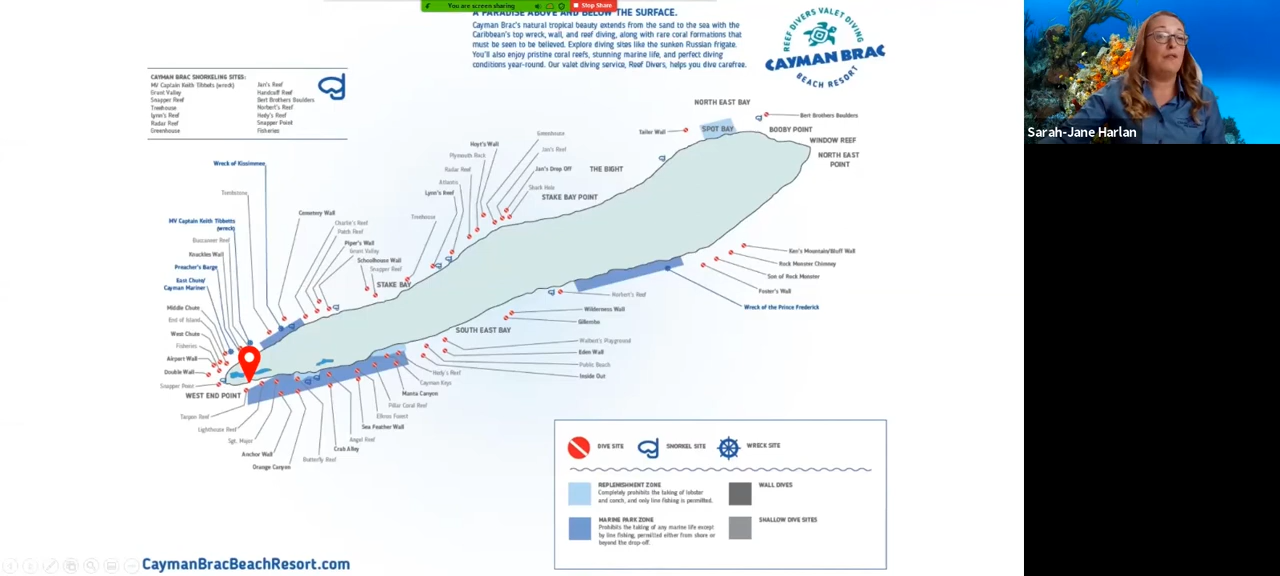 You are screen sharing
Stop Share
A PARADISE ABOVE AND BELOW THE SURFACE.
Cayman Brac's natural tropical beauty extends from the sand to the sea with the
Caribbean's top wreck, wall, and reef diving, along with rare coral formations that
must be seen to be believed. Explore diving sites like the sunken Russian frigate.
You'll also enjoy pristine coral reefs, stunning marine life, and perfect diving
conditions year-round. Our valet diving service, Reef Divers, helps you dive carefree.
REEF DIVERS VALET DIVING
CAYMAN BRAC
BEACH RESORT
Sarah-Jane Harlan
CAYMAN BRAC SNORKELING SITES:
MV Captain Keith Tibbets (wreck)
Grant Valley
Snapper Reef
Treehouse
Lynn's Reef
Radar Reef
Greenhouse
Jan's Reef
Handcuff Reef
Bert Brothers Boulders
Norbert's Reef
Hedy's Reef
Snapper Point
Fisheries
NORTH EAST BAY
Bert Brothers Boulders
Tailor Wall
SPOT BAY
BOOBY POINT
WINDOW REEF
NORTH EAST
POINT
Greenhouse
Hoyt's Wall
Jan's Reef
Plymouth Rock
Radar Reef
Jan's Drop Off
THE BIGHT
Atlantis
Shark Hole
Lynn's Reef
STAKE BAY POINT
Treehouse
Wreck of Kissimmee
Tombstone
Cemetery Wall
Charlie's Reef
Patch Reef
Piper's Wall
Grant Valley
Schoolhouse Wall
Snapper Reef
STAKE BAY
MV Captain Keith Tibbetts
(wreck)
Buccaneer Reef
Knuckles Wall
Preacher's Barge
East Chute/
Cayman Mariner
Middle Chute
End of Island
West Chute
Fisheries
Airport Wall
Double Wall
Snapper Point
WEST END POINT
Tarpon Reef
Lighthouse Reef
Sgt. Major
Anchor Wall
Orange Canyon
Butterfly Reef
Crab Alley
Angel Reef
Sea Feather Wall
Elkhorn Forest
Pillar Coral Reef
Manta Canyon
Cayman Keys
Hedy's Reef
Inside Out
Public Beach
Eden Wall
Walbert's Playground
SOUTH EAST BAY
Gillensha
Wilderness Wall
Norbert's Reef
Wreck of the Prince Frederick
Foster's Wall
Son of Rock Monster
Rock Monster Chimney
Ken's Mountain/Bluff Wall
DIVE SITE
SNORKEL SITE
WRECK SITE
REPLENISHMENT ZONE
Completely prohibits the taking of lobster
and conch, and only line fishing is permitted.
WALL DIVES
MARINE PARK ZONE
Prohibits the taking of any marine life except
by line fishing, permitted either from shore or
beyond the drop-off.
SHALLOW DIVE SITES
CaymanBracBeachResort.com